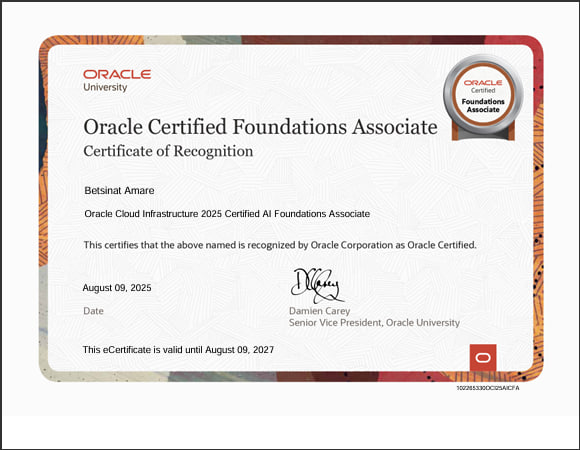 ORACLE
University
ORACLE
Certified
Foundations
Associate
Oracle Certified Foundations Associate
Certificate of Recognition
Betsinat Amare
Oracle Cloud Infrastructure 2025 Certified AI Foundations Associate
This certifies that the above named is recognized by Oracle Corporation as Oracle Certified.
August 09, 2025
DCarey
Date
Damien Carey
Senior Vice President, Oracle University
This eCertificate is valid until August 09, 2027
102265330OCI25AICFA